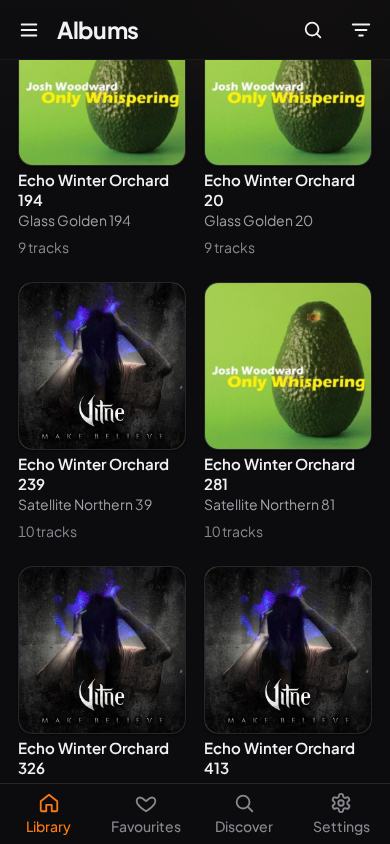 Albums
Josh Woodward
Only Whispering
Josh Woodward
Only Whispering
Echo Winter Orchard
194
Glass Golden 194
9 tracks
Echo Winter Orchard
20
Glass Golden 20
9 tracks
Vitne
MAKE BELIEVE
Josh Woodward
Only Whispering
Echo Winter Orchard
239
Satellite Northern 39
10 tracks
Echo Winter Orchard
281
Satellite Northern 81
10 tracks
Vitne
MAKE BELIEVE
Vitne
MAKE BELIEVE
Echo Winter Orchard
326
Echo Winter Orchard
413
Library
Favourites
Discover
Settings